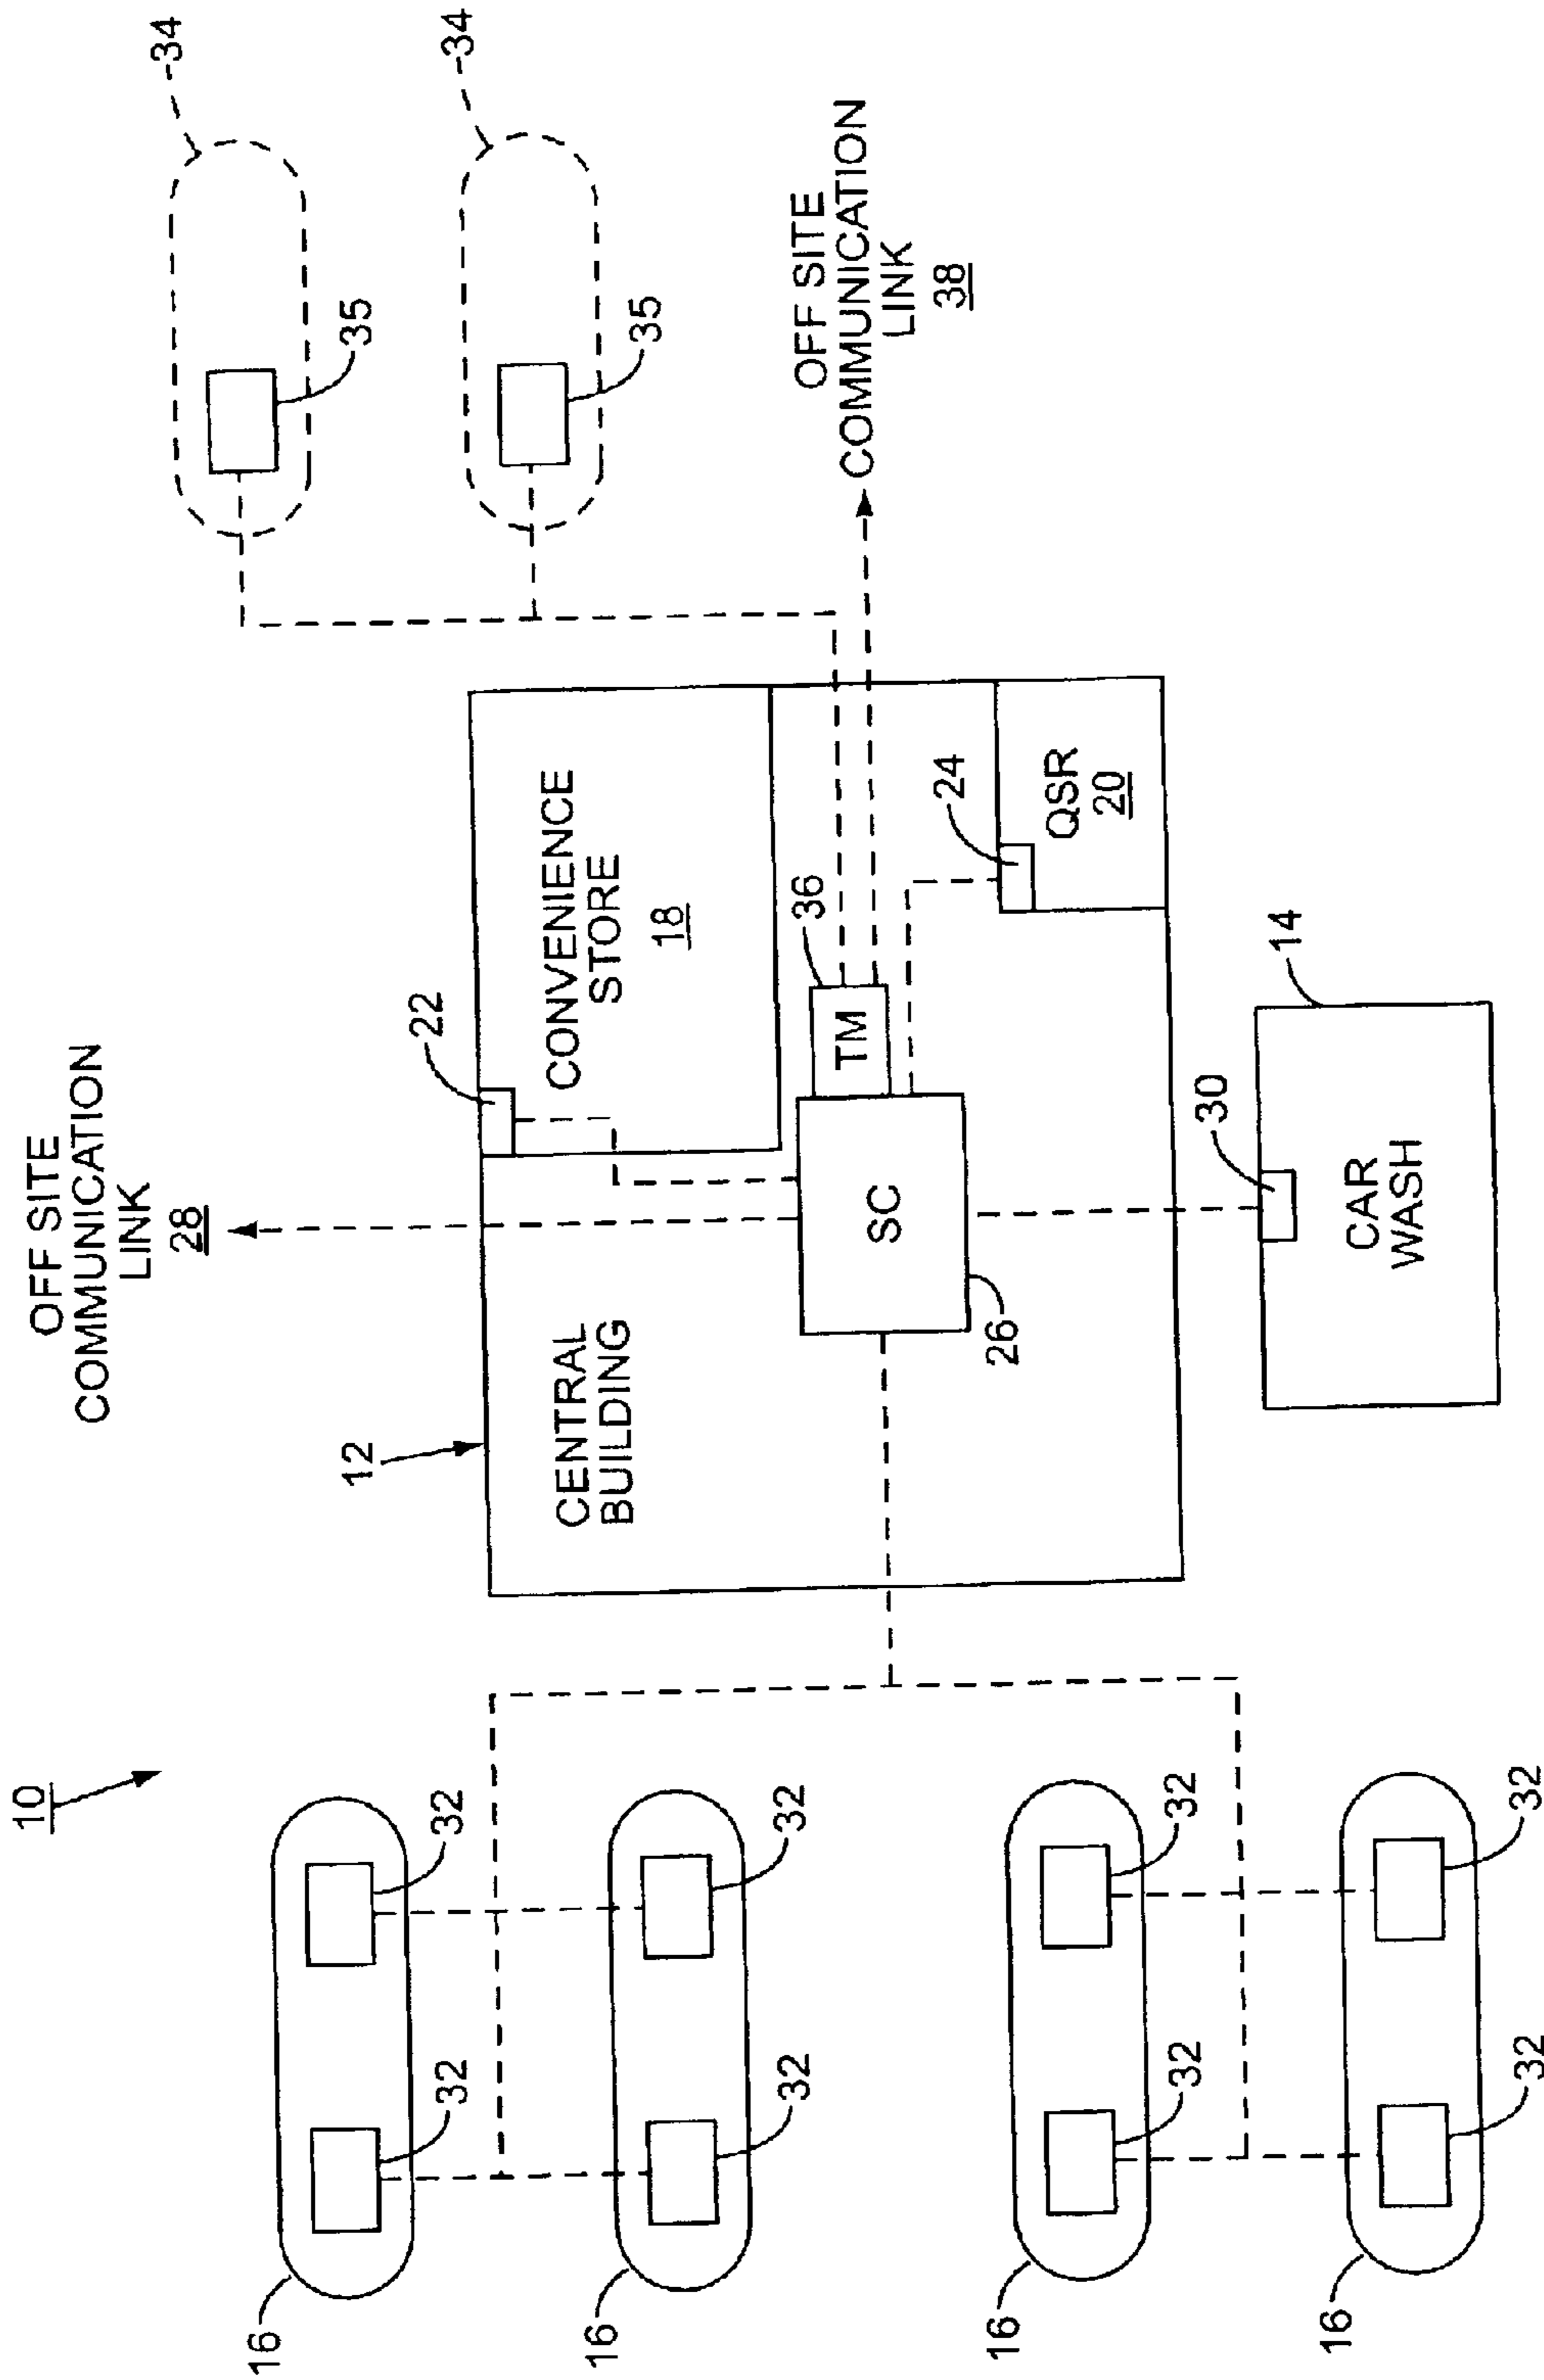 10
16
32
32
16
32
32
16
32
32
16
32
32
OFF SITE
COMMUNICATION
LINK
28
12
CENTRAL
BUILDING
22
CONVENIENCE
STORE
18
SC
26
TM
36
24
QSR
20
30
CAR
WASH
14
34
35
34
35
OFF SITE
COMMUNICATION
LINK
38